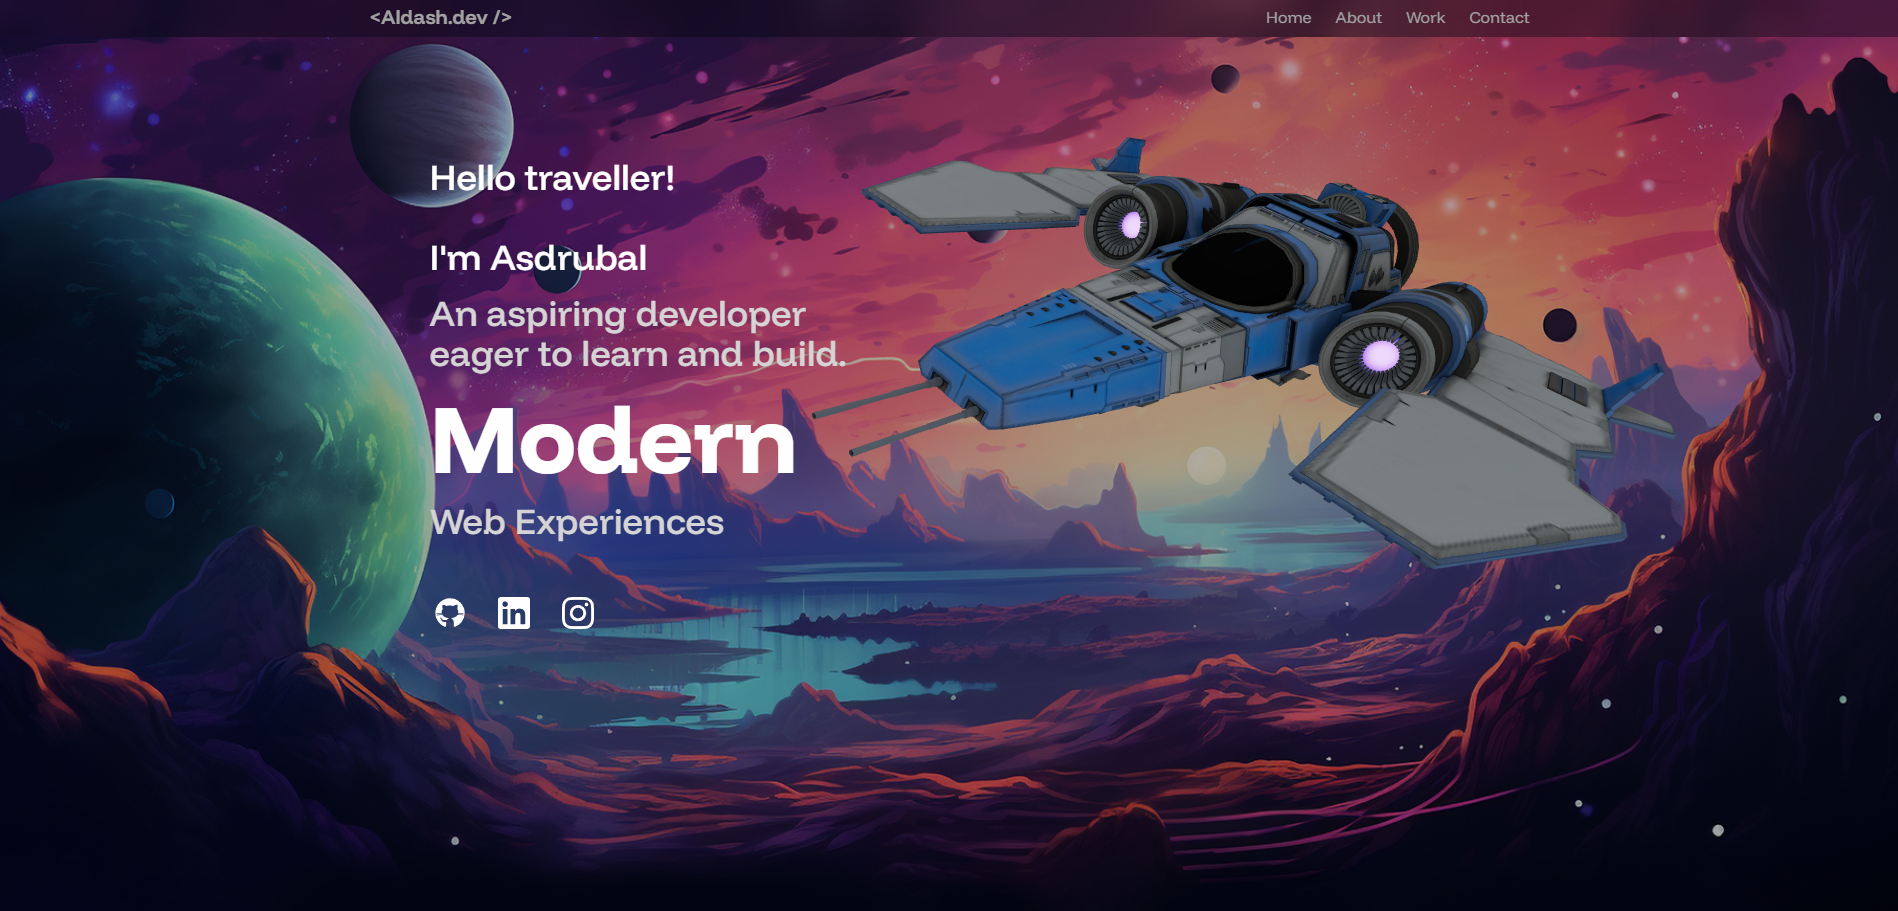 <Aldash.dev />
Home About Work Contact
Hello traveller!
I'm Asdrubal
An aspiring developer
eager to learn and build.
Modern
Web Experiences
in